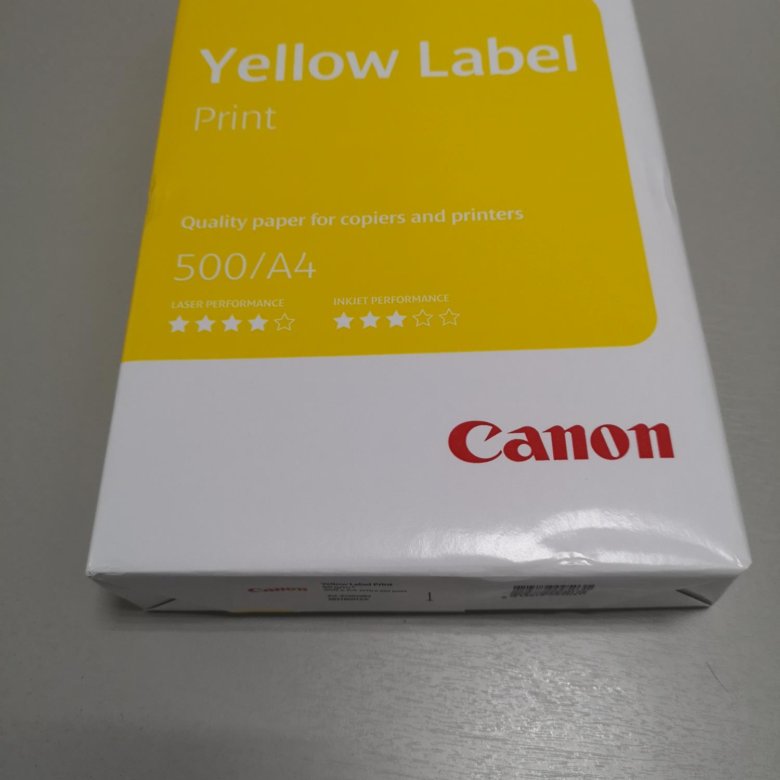 Yellow Label
Print
Quality paper for copiers and printers
500/A4
LASER PERFORMANCE
INKJET PERFORMANCE
Canon
Canon
Yellow Label Print